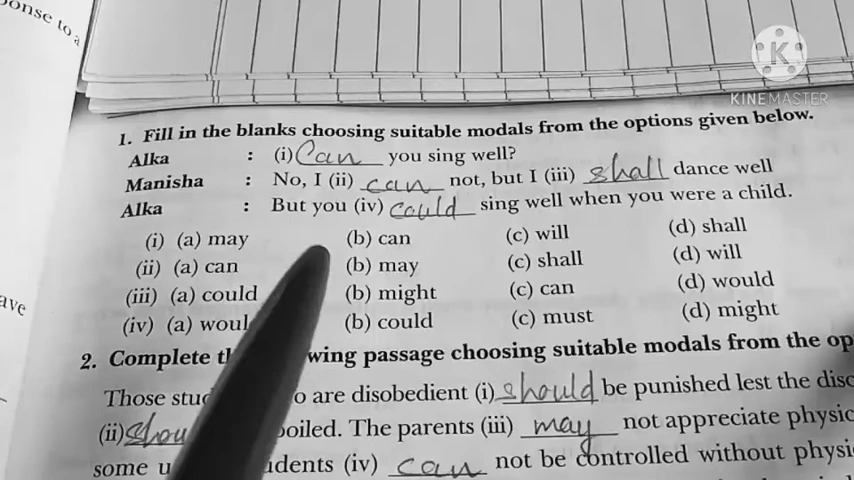 ponse to a
KINEMASTER
1. Fill in the blanks choosing suitable modals from the options given below.
Alka : (i) Can you sing well?
Manisha : No, I (ii) can not, but I (iii) shall dance well
Alka : But you (iv) could sing well when you were a child.
(i) (a) may (b) can (c) will (d) shall
(ii) (a) can (b) may (c) shall (d) will
(iii) (a) could (b) might (c) can (d) would
(iv) (a) woul (b) could (c) must (d) might
ave
2. Complete th wing passage choosing suitable modals from the op
Those stud o are disobedient (i) should be punished lest the disc
(ii) shou poiled. The parents (iii) may not appreciate physic
some u udents (iv) can not be controlled without physi